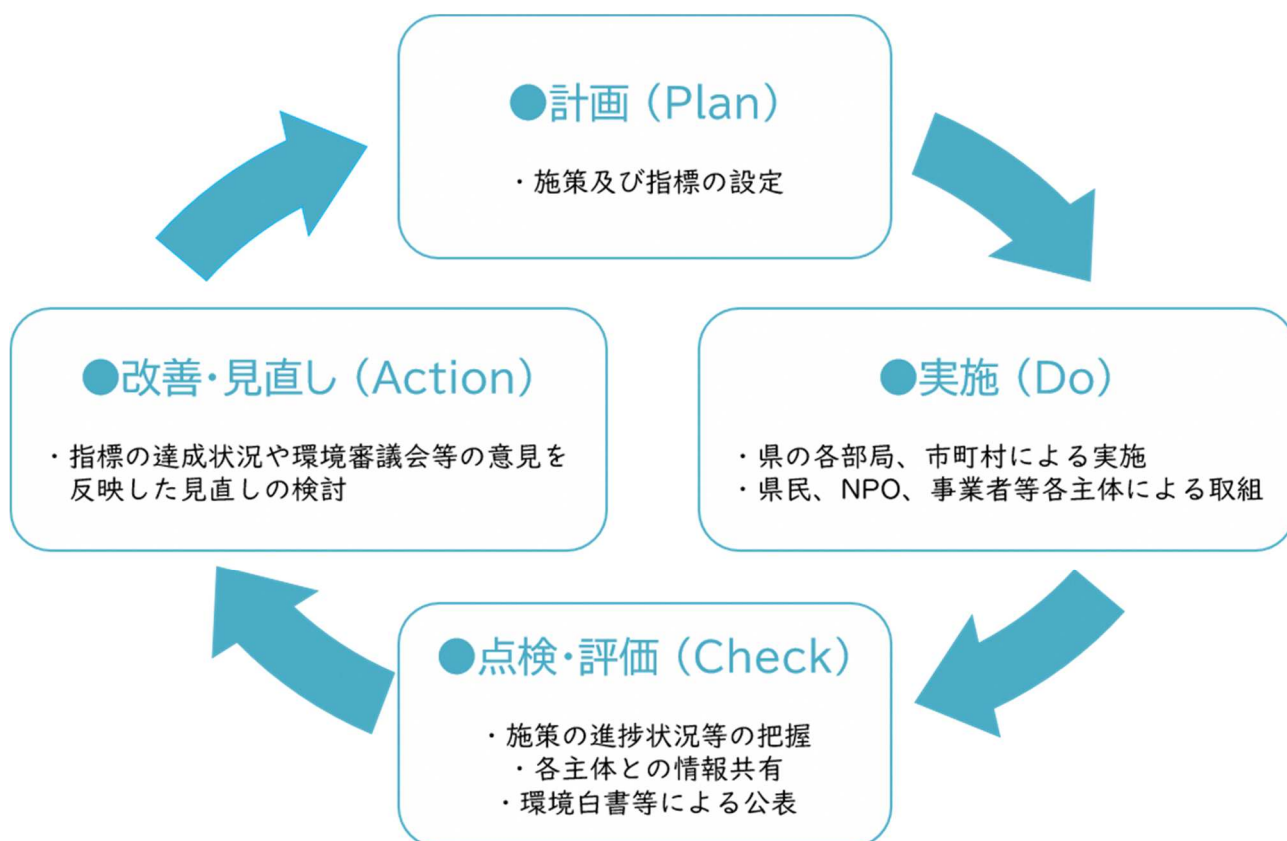 ●計画（Plan）
・施策及び指標の設定
●改善・見直し（Action）
・指標の達成状況や環境審議会等の意見を
反映した見直しの検討
●実施（Do）
・県の各部局、市町村による実施
・県民、NPO、事業者等各主体による取組
●点検・評価（Check）
・施策の進捗状況等の把握
・各主体との情報共有
・環境白書等による公表